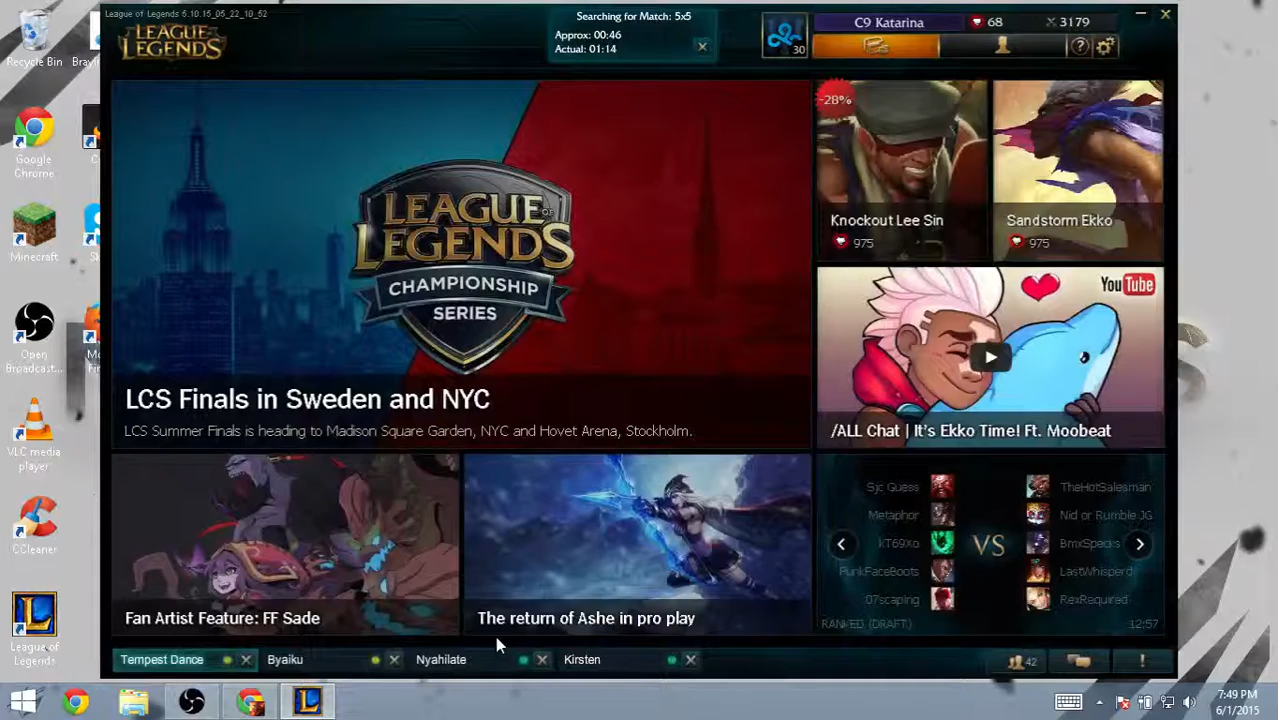 League of Legends 5.10.15_05_22_10_52
LEAGUE OF LEGENDS
Searching for Match: 5x5
Approx: 00:46
Actual: 01:14
30
C9 Katarina
68
3179
?
Recycle Bin
Google Chrome
Minecraft
Open Broadcast...
VLC media player
CCleaner
League of Legends
LEAGUE OF LEGENDS
CHAMPIONSHIP
SERIES
LCS Finals in Sweden and NYC
LCS Summer Finals is heading to Madison Square Garden, NYC and Hovet Arena, Stockholm.
-28%
Knockout Lee Sin
975
Sandstorm Ekko
975
YouTube
/ALL Chat | It's Ekko Time! Ft. Moobeat
Fan Artist Feature: FF Sade
The return of Ashe in pro play
Sjc Guess
Metaphor
kT69Xo
PunkFaceBoots
07scaping
VS
TheHotSalesman
Nid or Rumble JG
BmxSpecks
LastWhisperd
RexRequired
RANKED (DRAFT)
12:57
Tempest Dance
Byaiku
Nyahilate
Kirsten
42
!
7:49 PM
6/1/2015